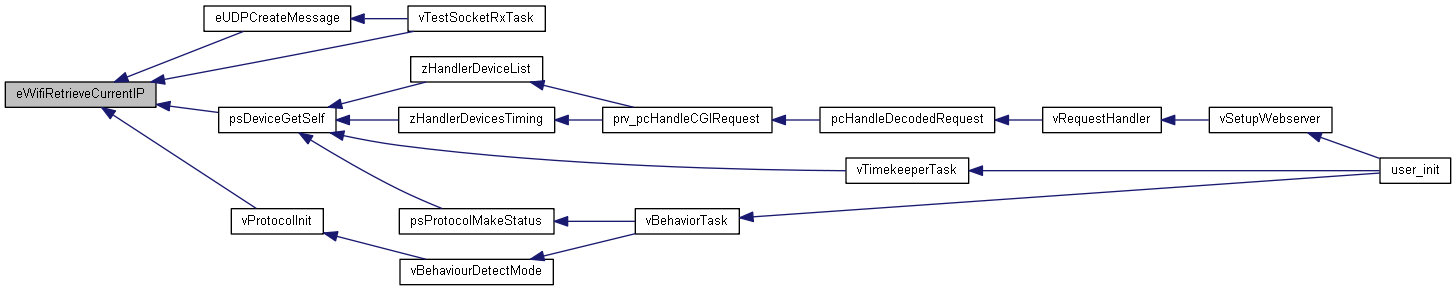 eUDPCreateMessage
vTestSocketRxTask
zHandlerDeviceList
eWifiRetrieveCurrentIP
psDeviceGetSelf
zHandlerDevicesTiming
prv_pcHandleCGIRequest
pcHandleDecodedRequest
vRequestHandler
vSetupWebserver
vTimekeeperTask
user_init
vProtocolInit
psProtocolMakeStatus
vBehaviorTask
vBehaviourDetectMode